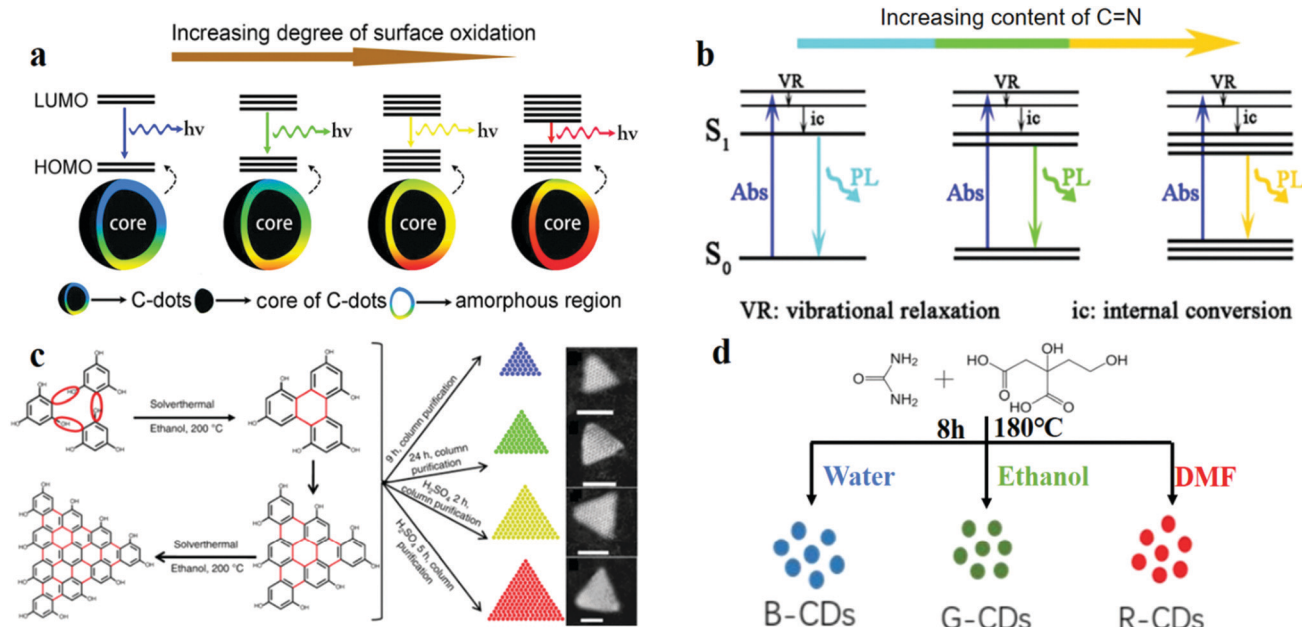 a
Increasing degree of surface oxidation
LUMO
HOMO
hν
hν
hν
hν
core
core
core
core
C-dots
core of C-dots
amorphous region
b
Increasing content of C=N
VR
ic
S1
Abs
PL
S0
VR
ic
Abs
PL
VR
ic
Abs
PL
VR: vibrational relaxation
ic: internal conversion
c
Solverthermal
Ethanol, 200 °C
Solverthermal
Ethanol, 200 °C
9 h, column purification
24 h, column
purification
H2SO4 2 h,
column purification
H2SO4 5 h, column
purification
OH
HO
d
NH2
O
NH2
+
OH
HO
OH
O
HO
O
8h
180℃
Water
Ethanol
DMF
B-CDs
G-CDs
R-CDs